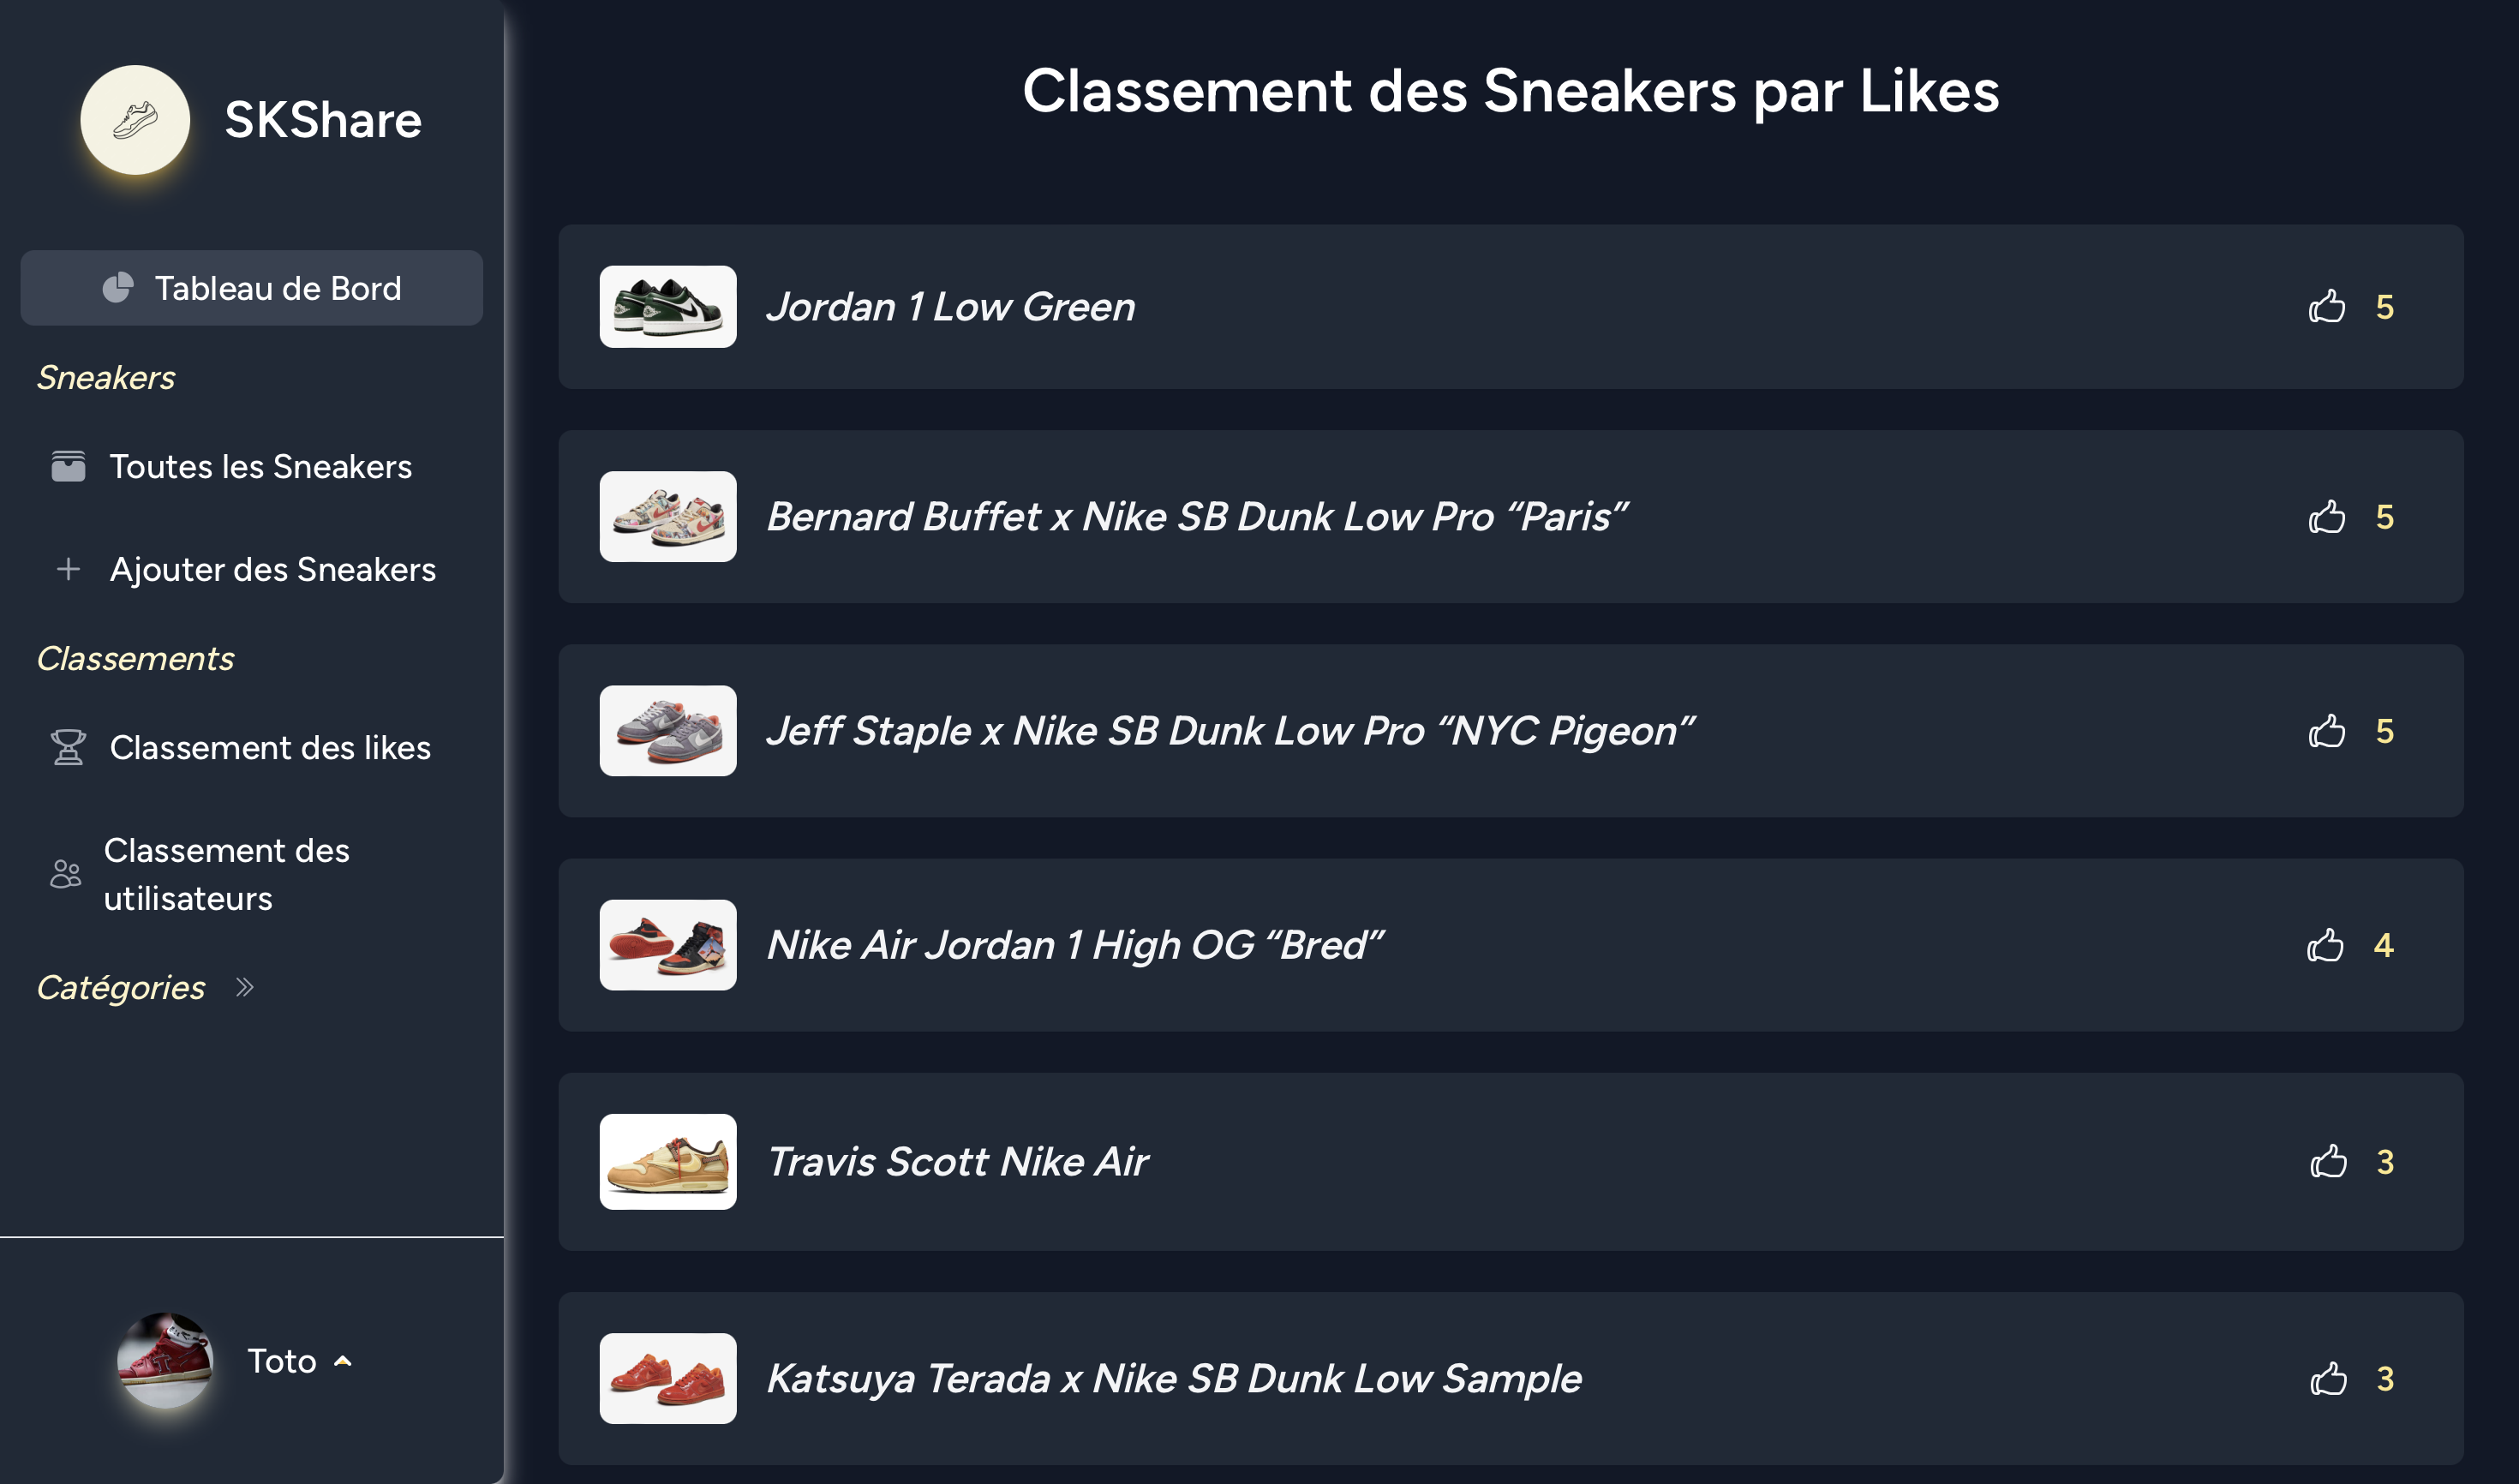 SKShare
Tableau de Bord
Sneakers
Toutes les Sneakers
Ajouter des Sneakers
Classements
Classement des likes
Classement des
utilisateurs
Catégories
Toto
Classement des Sneakers par Likes
Jordan 1 Low Green
5
Bernard Buffet x Nike SB Dunk Low Pro “Paris”
5
Jeff Staple x Nike SB Dunk Low Pro “NYC Pigeon”
5
Nike Air Jordan 1 High OG “Bred”
4
Travis Scott Nike Air
3
Katsuya Terada x Nike SB Dunk Low Sample
3